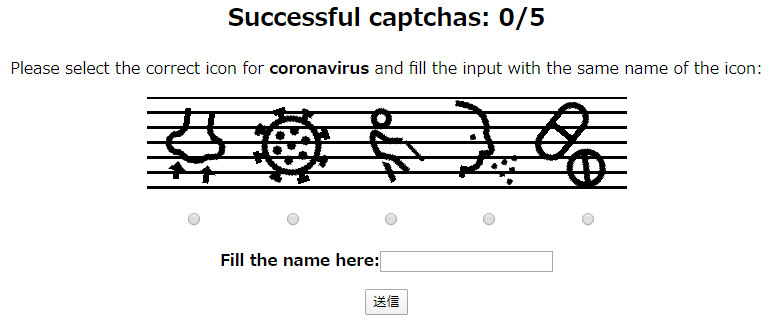 Successful captchas: 0/5
Please select the correct icon for coronavirus and fill the input with the same name of the icon:
Fill the name here:
送信